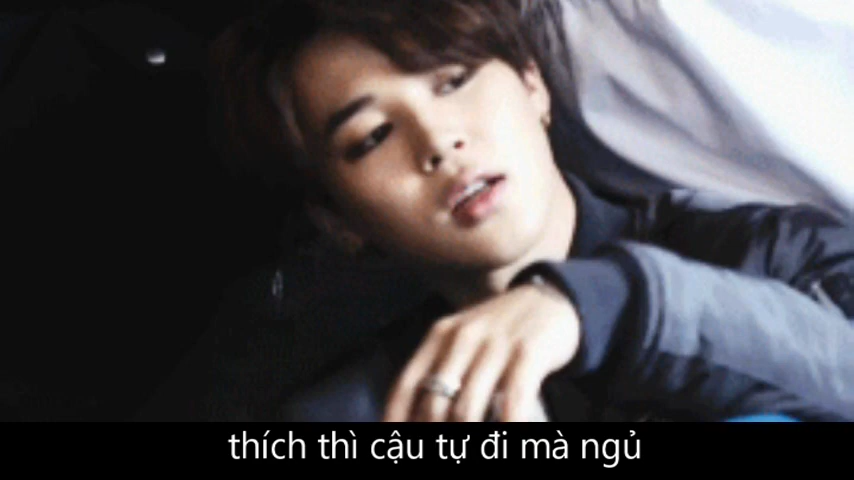 thích thì cậu tự đi mà ngủ